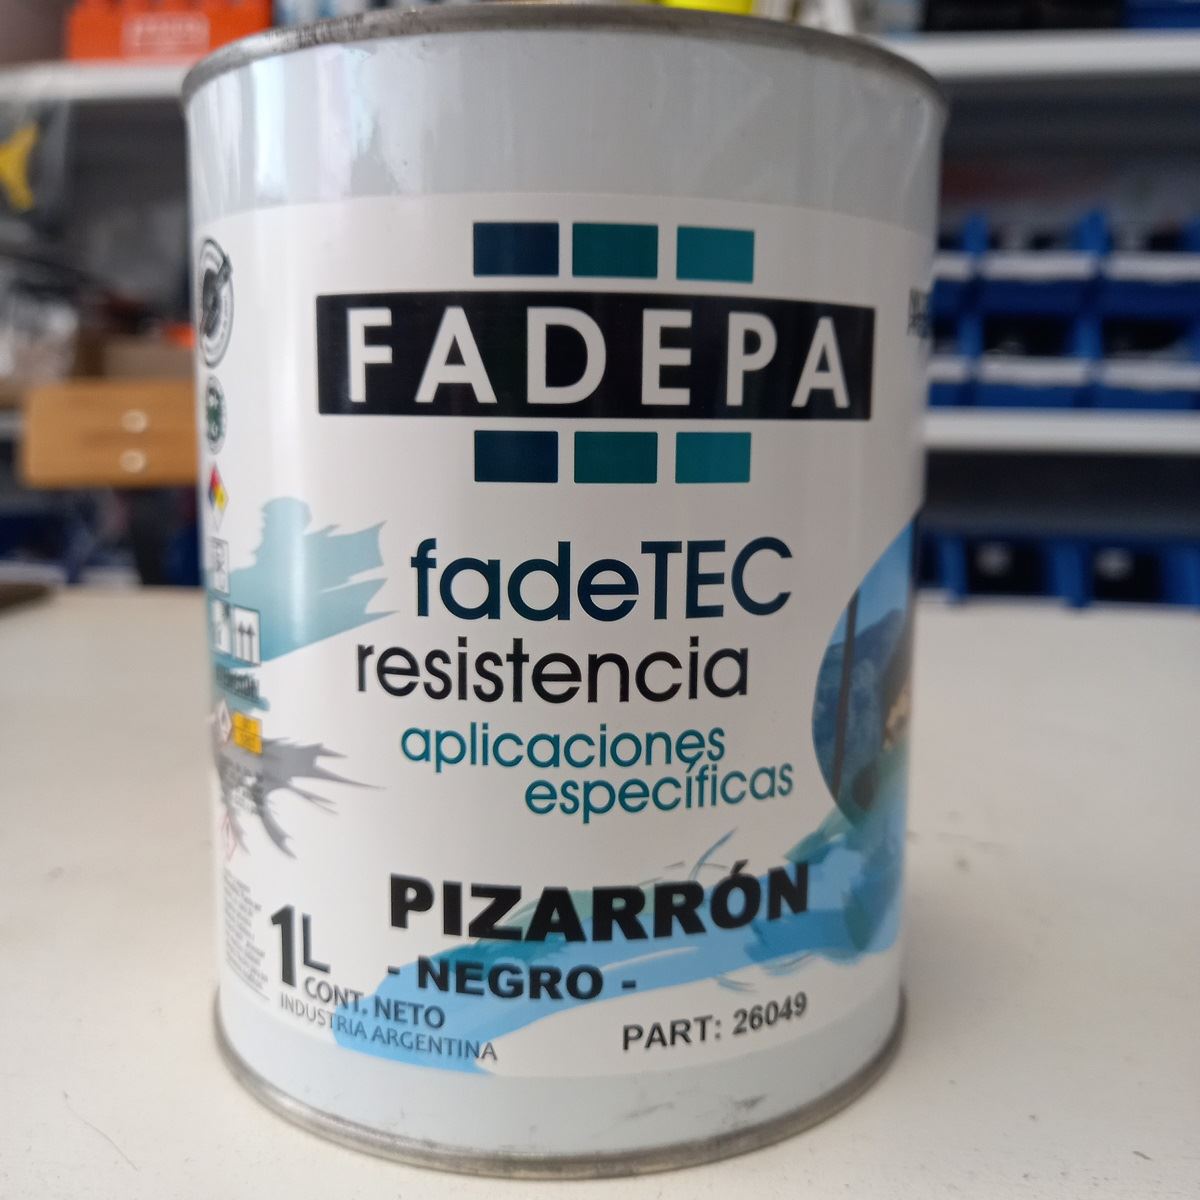 FADEPA
fadeTEC
resistencia
aplicaciones
específicas
PIZARRÓN
- NEGRO -
1L
CONT. NETO
INDUSTRIA ARGENTINA
PART: 26049